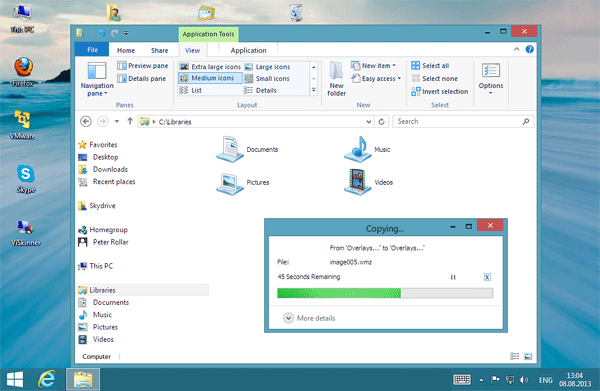 This PC
Firefox
VMware
Skype
ViSkinner
Application Tools
File Home Share View Application
Navigation pane
Preview pane
Details pane
Panes
Extra large icons Large icons
Medium icons Small icons
List Details
Layout
New folder
New item
Easy access
New
Select all
Select none
Insert selection
Select
Options
C:\Libraries
Search
Favorites
Desktop
Downloads
Recent places
Skydrive
Homegroup
Peter Rollar
This PC
Libraries
Documents
Music
Pictures
Videos
Computer
Documents
Music
Pictures
Videos
Copying...
From 'Overlays...' to 'Overlays...'
File: image005.wmz
45 Seconds Remaining
X
More details
ENG
13:04
08.08.2013